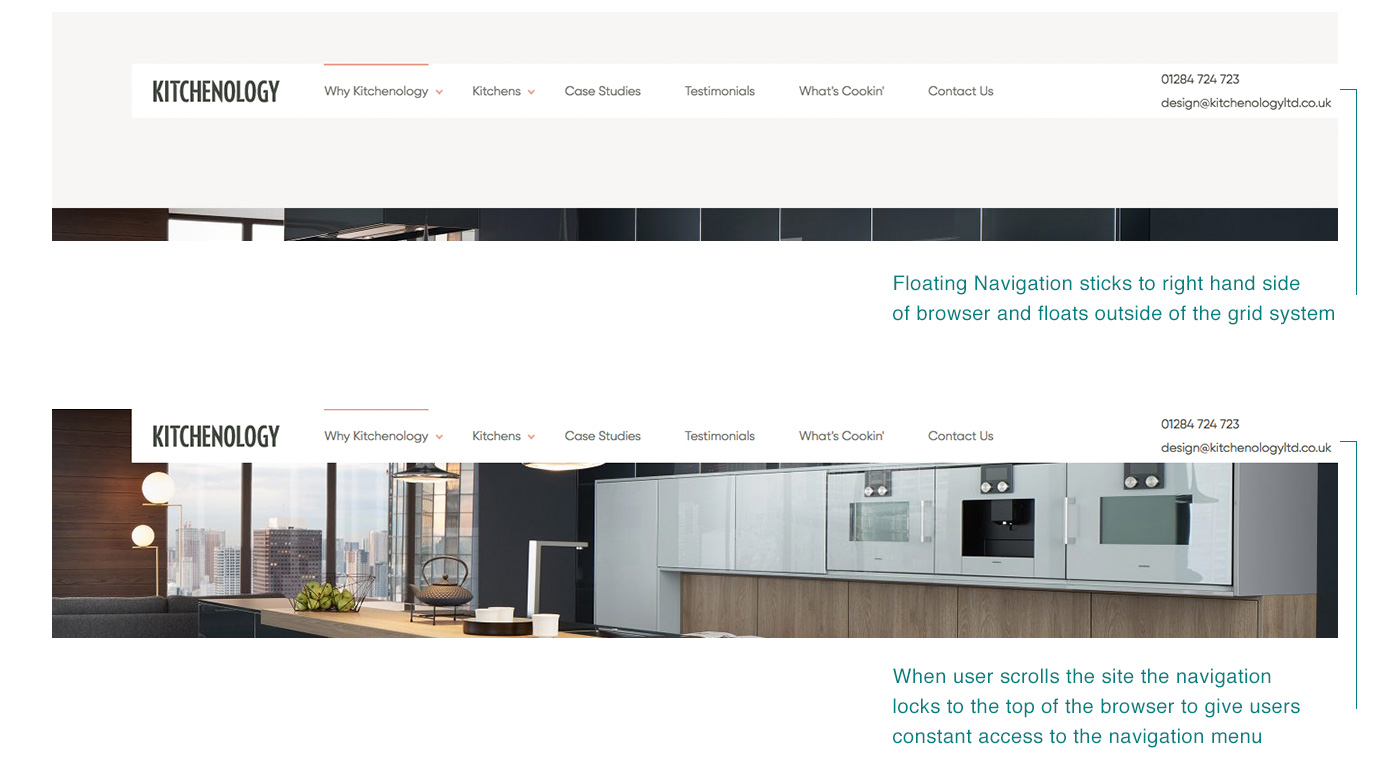 KITCHENOLOGY Why Kitchenology Kitchens Case Studies Testimonials What's Cookin' Contact Us
01284 724 723
design@kitchenologyltd.co.uk
Floating Navigation sticks to right hand side
of browser and floats outside of the grid system
KITCHENOLOGY Why Kitchenology Kitchens Case Studies Testimonials What's Cookin' Contact Us
01284 724 723
design@kitchenologyltd.co.uk
When user scrolls the site the navigation
locks to the top of the browser to give users
constant access to the navigation menu